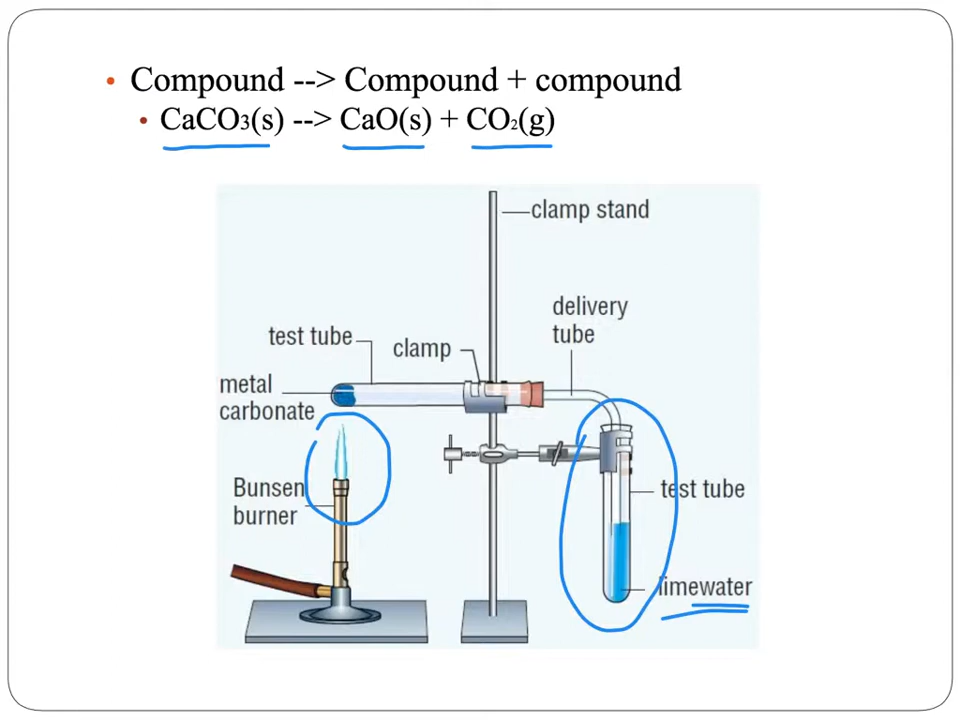 • Compound --> Compound + compound
• CaCO₃(s) --> CaO(s) + CO₂(g)
clamp stand
delivery
tube
test tube
clamp
metal
carbonate
Bunsen
burner
test tube
limewater